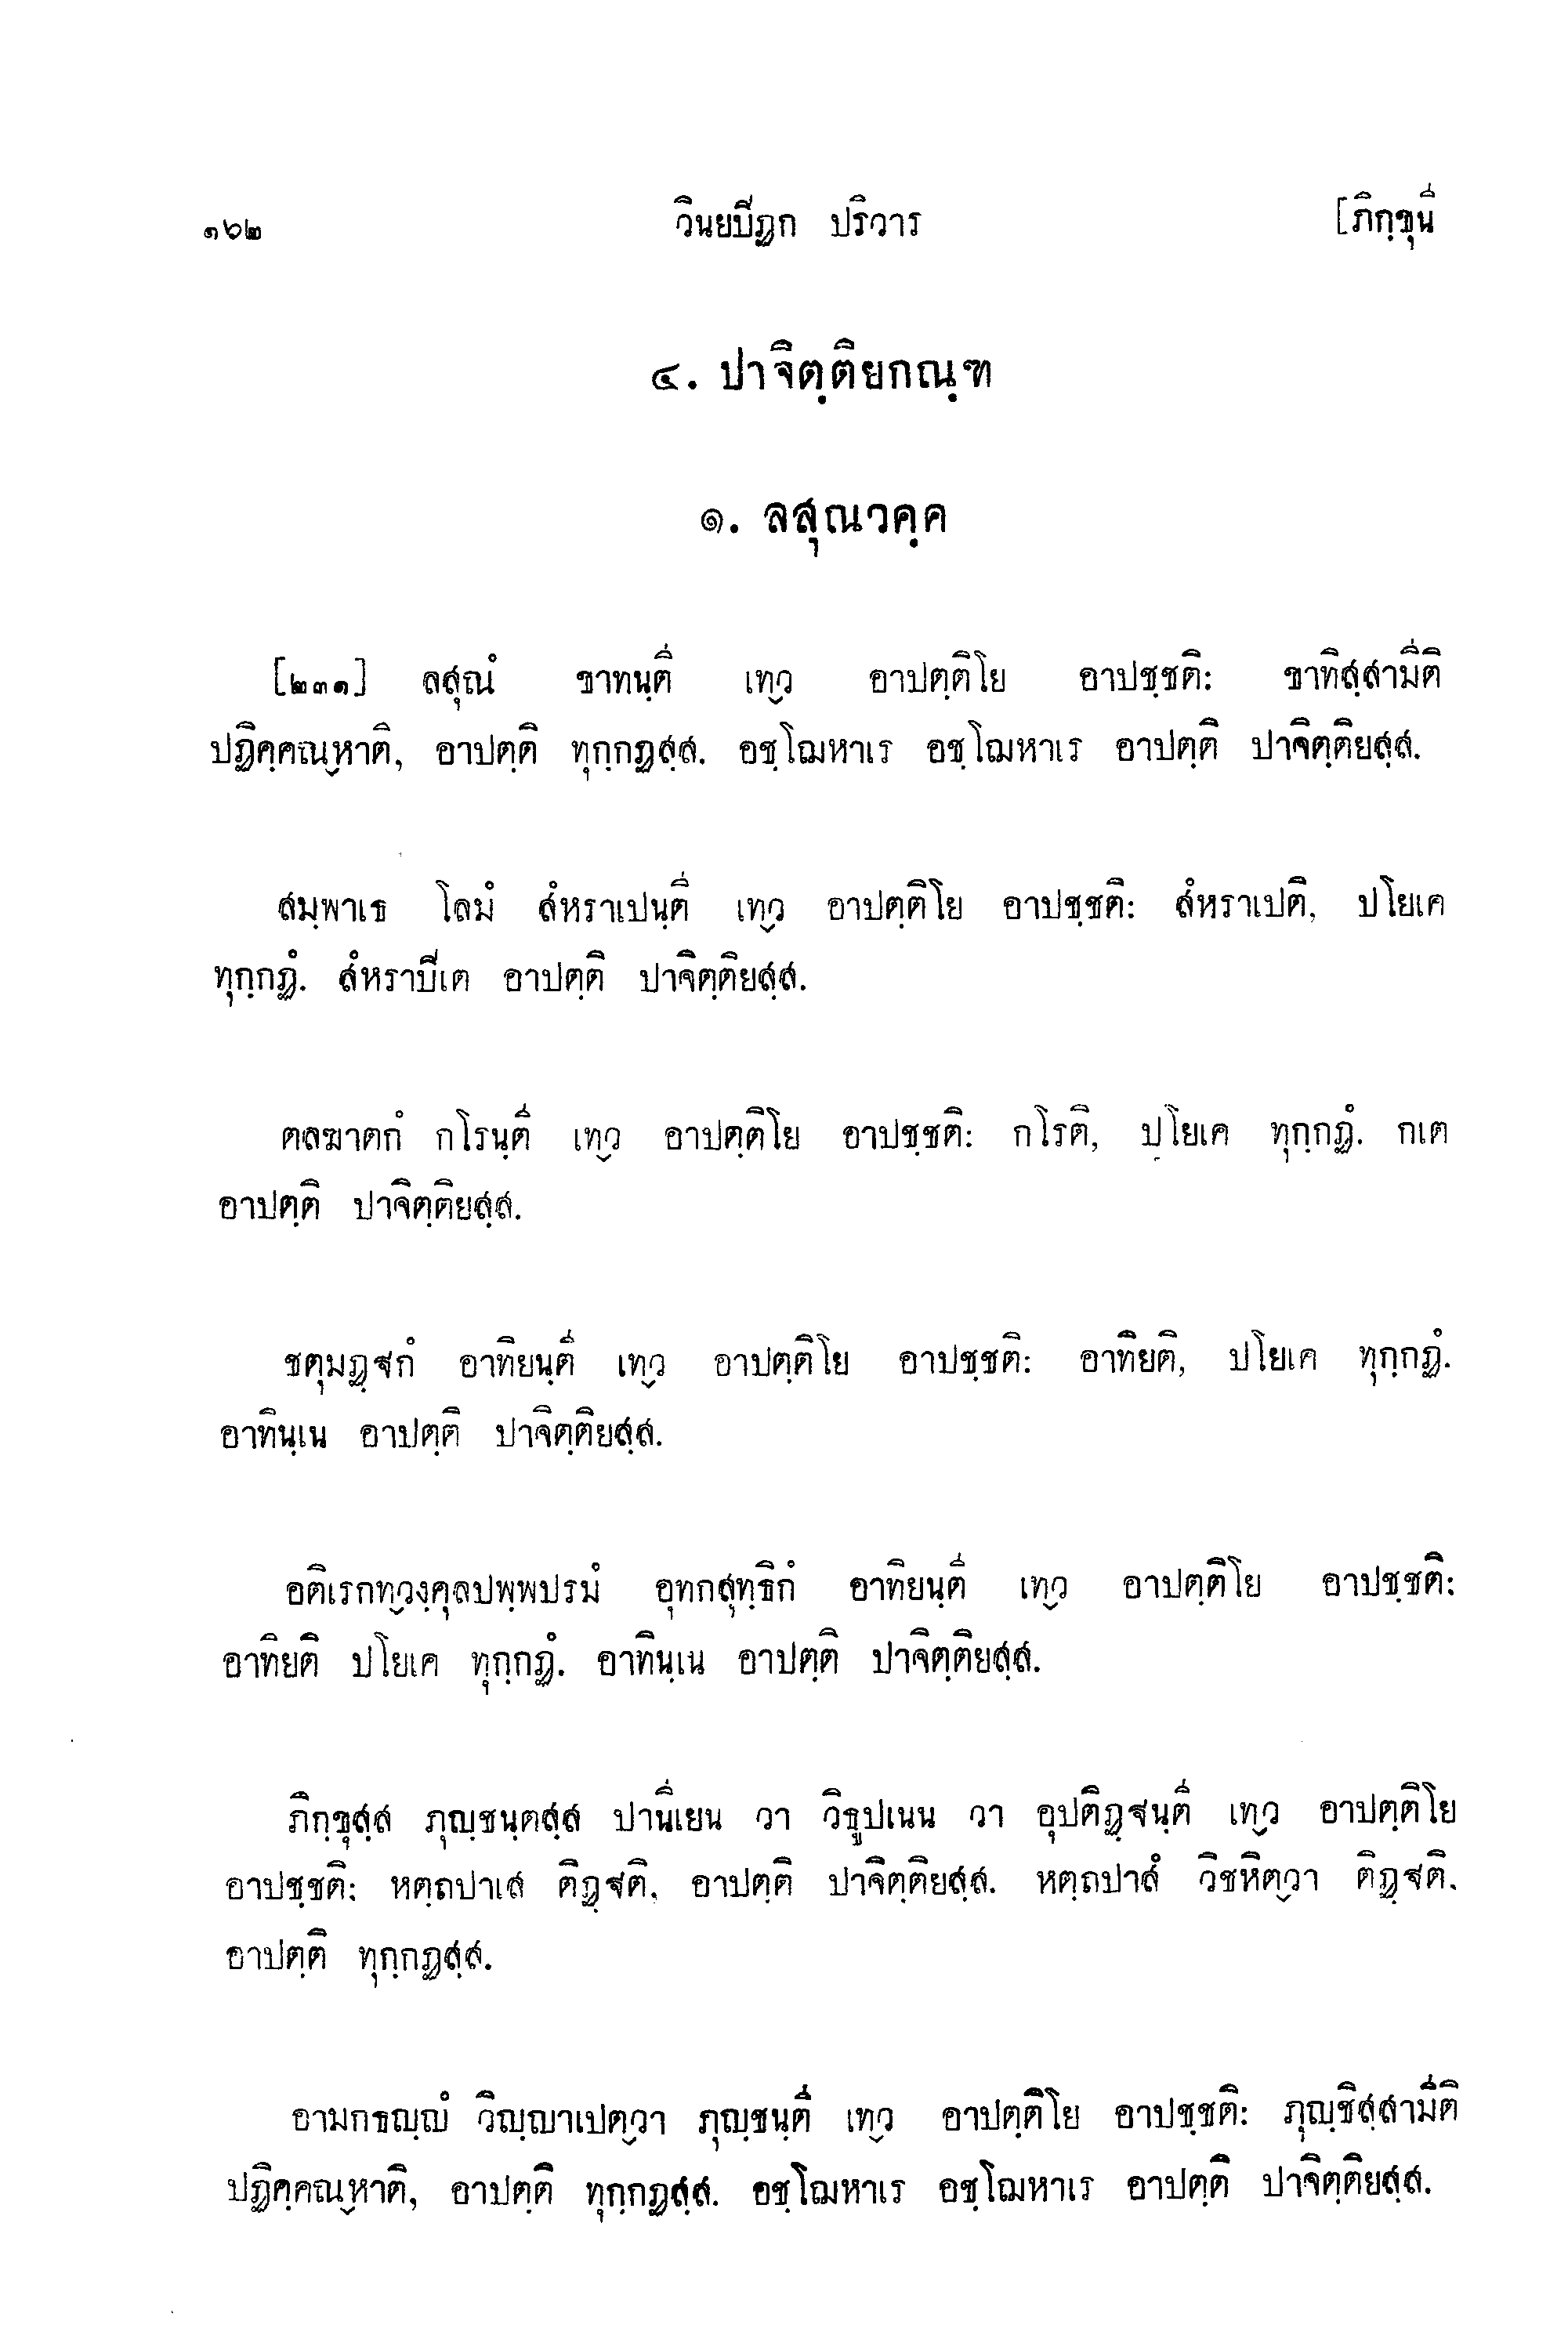 ๑๖๒ วินยปิฏก ปริวาร [ภิกฺขุนี
๔. ปาจิตฺติยกณฺฑ
๑. ลสุณวคฺค
[๒๓๑] ลสุณํ ขาทนฺตี เทฺว อาปตฺติโย อาปชฺชติ: ขาทิสฺสามีติ
ปฏิคฺคณฺหาติ, อาปตฺติ ทุกฺกฏสฺส. อชฺโฌหาเร อชฺโฌหาเร อาปตฺติ ปาจิตฺติยสฺส.
สมฺพาเธ โลมํ สํหราเปนฺตี เทฺว อาปตฺติโย อาปชฺชติ: สํหราเปติ, ปโยเค
ทุกฺกฏํ. สํหราปิเต อาปตฺติ ปาจิตฺติยสฺส.
ตลฆาตกํ กโรนฺตี เทฺว อาปตฺติโย อาปชฺชติ: กโรติ, ปโยเค ทุกฺกฏํ. กเต
อาปตฺติ ปาจิตฺติยสฺส.
ชตุมฏฺฐกํ อาทิยนฺตี เทฺว อาปตฺติโย อาปชฺชติ: อาทิยติ, ปโยเค ทุกฺกฏํ.
อาทินฺเน อาปตฺติ ปาจิตฺติยสฺส.
อติเรกทฺวงฺคุลปพฺพปรมํ อุทกสุทฺธิกํ อาทิยนฺตี เทฺว อาปตฺติโย อาปชฺชติ:
อาทิยติ ปโยเค ทุกฺกฏํ. อาทินฺเน อาปตฺติ ปาจิตฺติยสฺส.
ภิกฺขุสฺส ภุญฺชนฺตสฺส ปานีเยน วา วิธูปเนน วา อุปติฏฺฐนฺตี เทฺว อาปตฺติโย
อาปชฺชติ: หตฺถปาเส ติฏฺฐติ, อาปตฺติ ปาจิตฺติยสฺส. หตฺถปาสํ วิชหิตฺวา ติฏฺฐติ,
อาปตฺติ ทุกฺกฏสฺส.
อามกธญฺญํ วิญฺญาเปตฺวา ภุญฺชนฺตี เทฺว อาปตฺติโย อาปชฺชติ: ภุญฺชิสฺสามีติ
ปฏิคฺคณฺหาติ, อาปตฺติ ทุกฺกฏสฺส. อชฺโฌหาเร อชฺโฌหาเร อาปตฺติ ปาจิตฺติยสฺส.